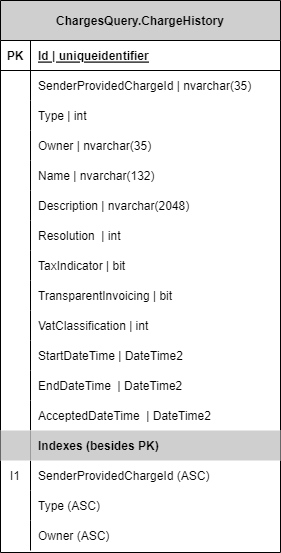 ChargesQuery.ChargeHistory
PK Id | uniqueidentifier
SenderProvidedChargeId | nvarchar(35)
Type | int
Owner | nvarchar(35)
Name | nvarchar(132)
Description | nvarchar(2048)
Resolution | int
TaxIndicator | bit
TransparentInvoicing | bit
VatClassification | int
StartDateTime | DateTime2
EndDateTime | DateTime2
AcceptedDateTime | DateTime2
Indexes (besides PK)
I1 SenderProvidedChargeId (ASC)
Type (ASC)
Owner (ASC)